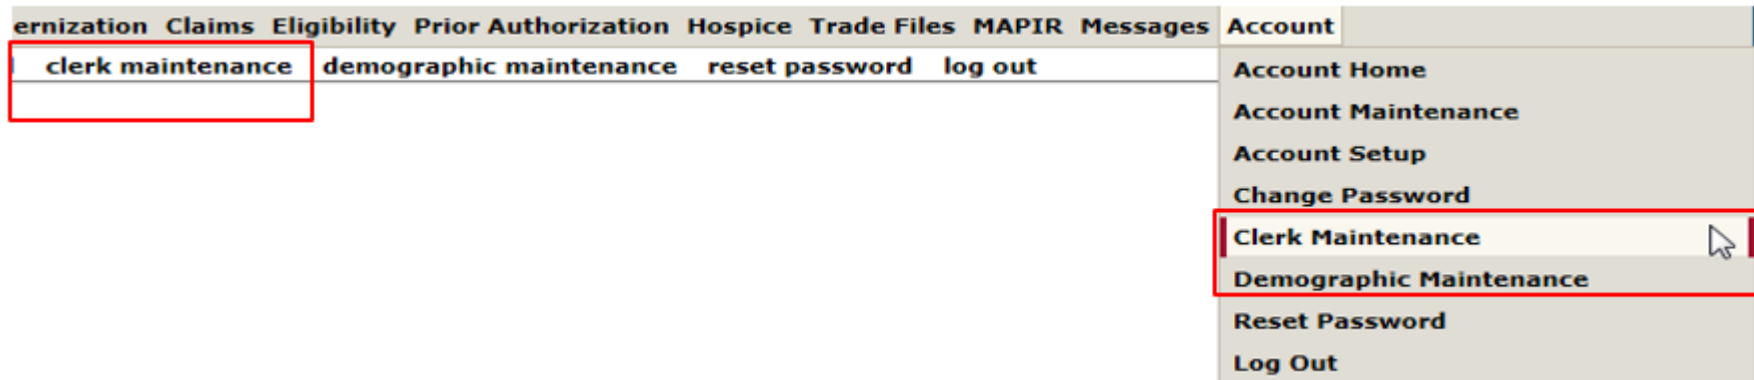 ernization Claims Eligibility Prior Authorization Hospice Trade Files MAPIR Messages Account
clerk maintenance demographic maintenance reset password log out
Account Home
Account Maintenance
Account Setup
Change Password
Clerk Maintenance
Demographic Maintenance
Reset Password
Log Out